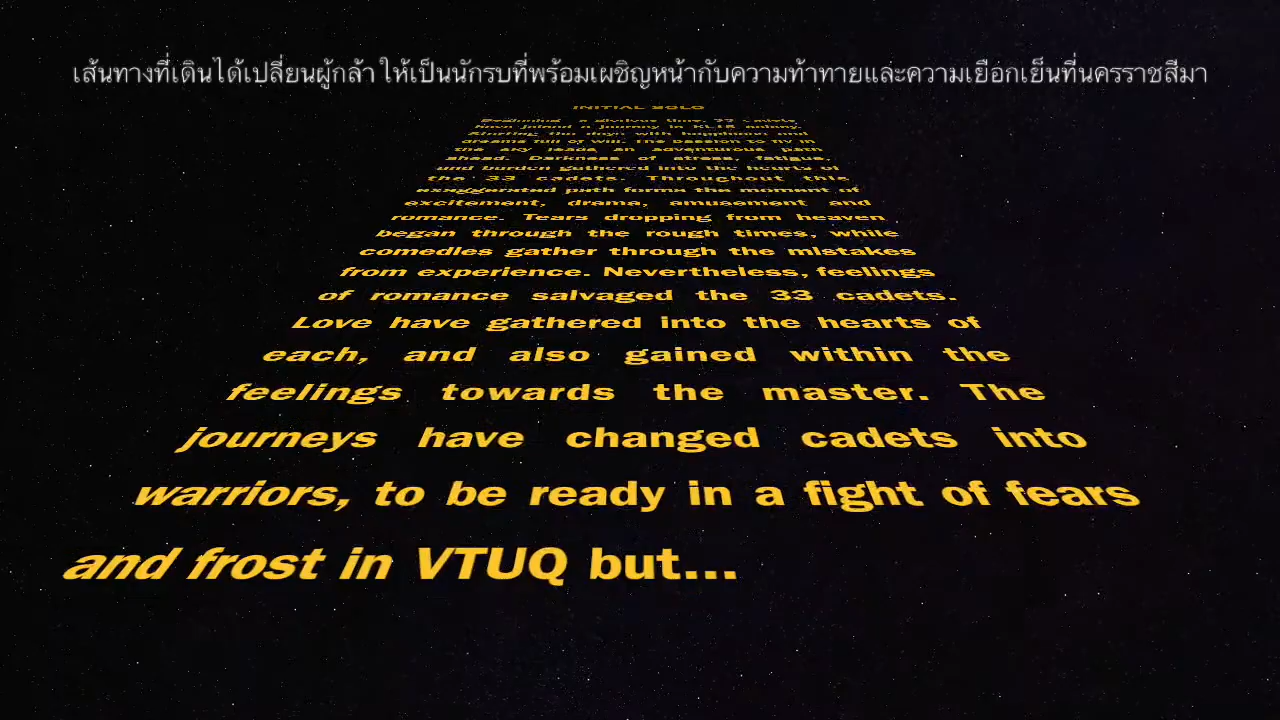 เส้นทางที่เดินได้เปลี่ยนผู้กล้า ให้เป็นนักรบที่พร้อมเผชิญหน้ากับความท้าทายและความเยือกเย็นที่นครราชสีมา
INITIAL SOLO
Beginning a glorious time, 33 cadets
have joined a journey in KL15
Starting the days with happiness and
dreams full of will. The passion to fly in
the sky leads an adventurous path
ahead. Darkness of stress, fatigue,
and burden gathered into the hearts of
the 33 cadets. Throughout this
exaggerated path forms the moment of
excitement, drama, amusement and
romance. Tears dropping from heaven
began through the rough times, while
comedies gather through the mistakes
from experience. Nevertheless, feelings
of romance salvaged the 33 cadets.
Love have gathered into the hearts of
each, and also gained within the
feelings towards the master. The
journeys have changed cadets into
warriors, to be ready in a fight of fears
and frost in VTUQ but...